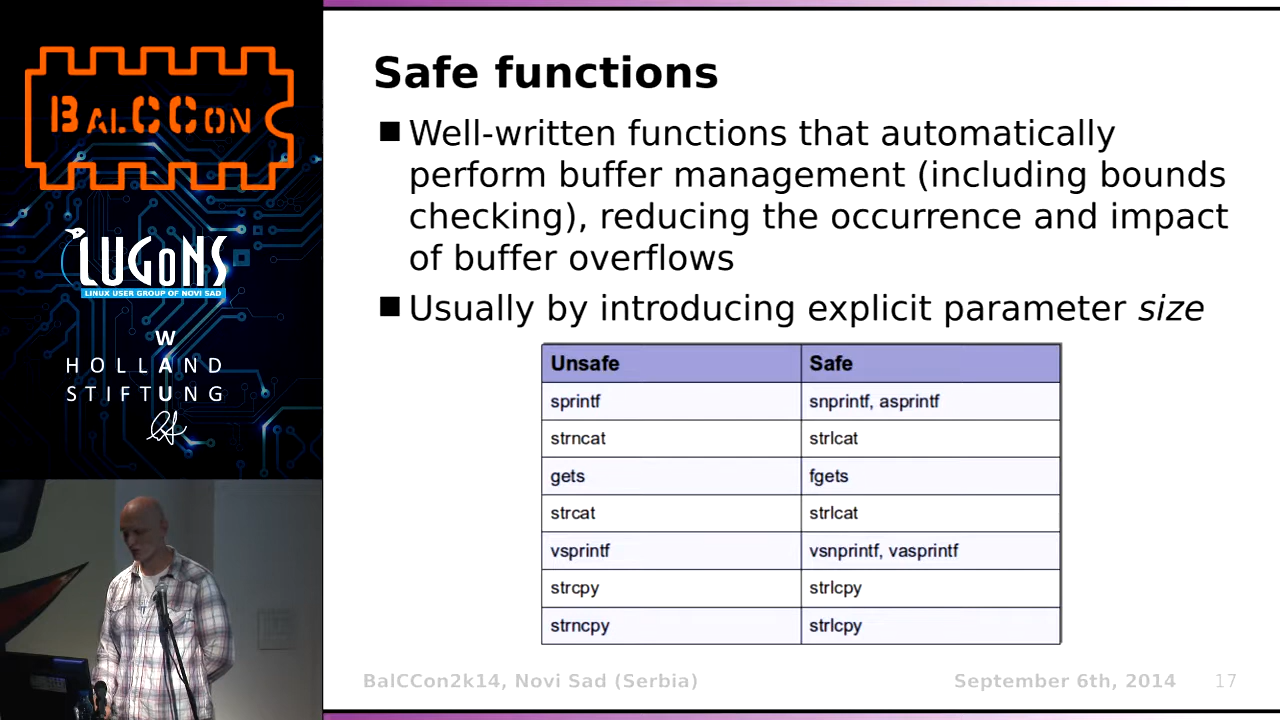 BALCCON
LUGoNS
LINUX USER GROUP OF NOVI SAD
W
HOLLAND
STIFTUNG
Safe functions
■ Well-written functions that automatically
perform buffer management (including bounds
checking), reducing the occurrence and impact
of buffer overflows
■ Usually by introducing explicit parameter size
Unsafe Safe
sprintf snprintf, asprintf
strncat strlcat
gets fgets
strcat strlcat
vsprintf vsnprintf, vasprintf
strcpy strlcpy
strncpy strlcpy
BalCCon2k14, Novi Sad (Serbia) September 6th, 2014 17